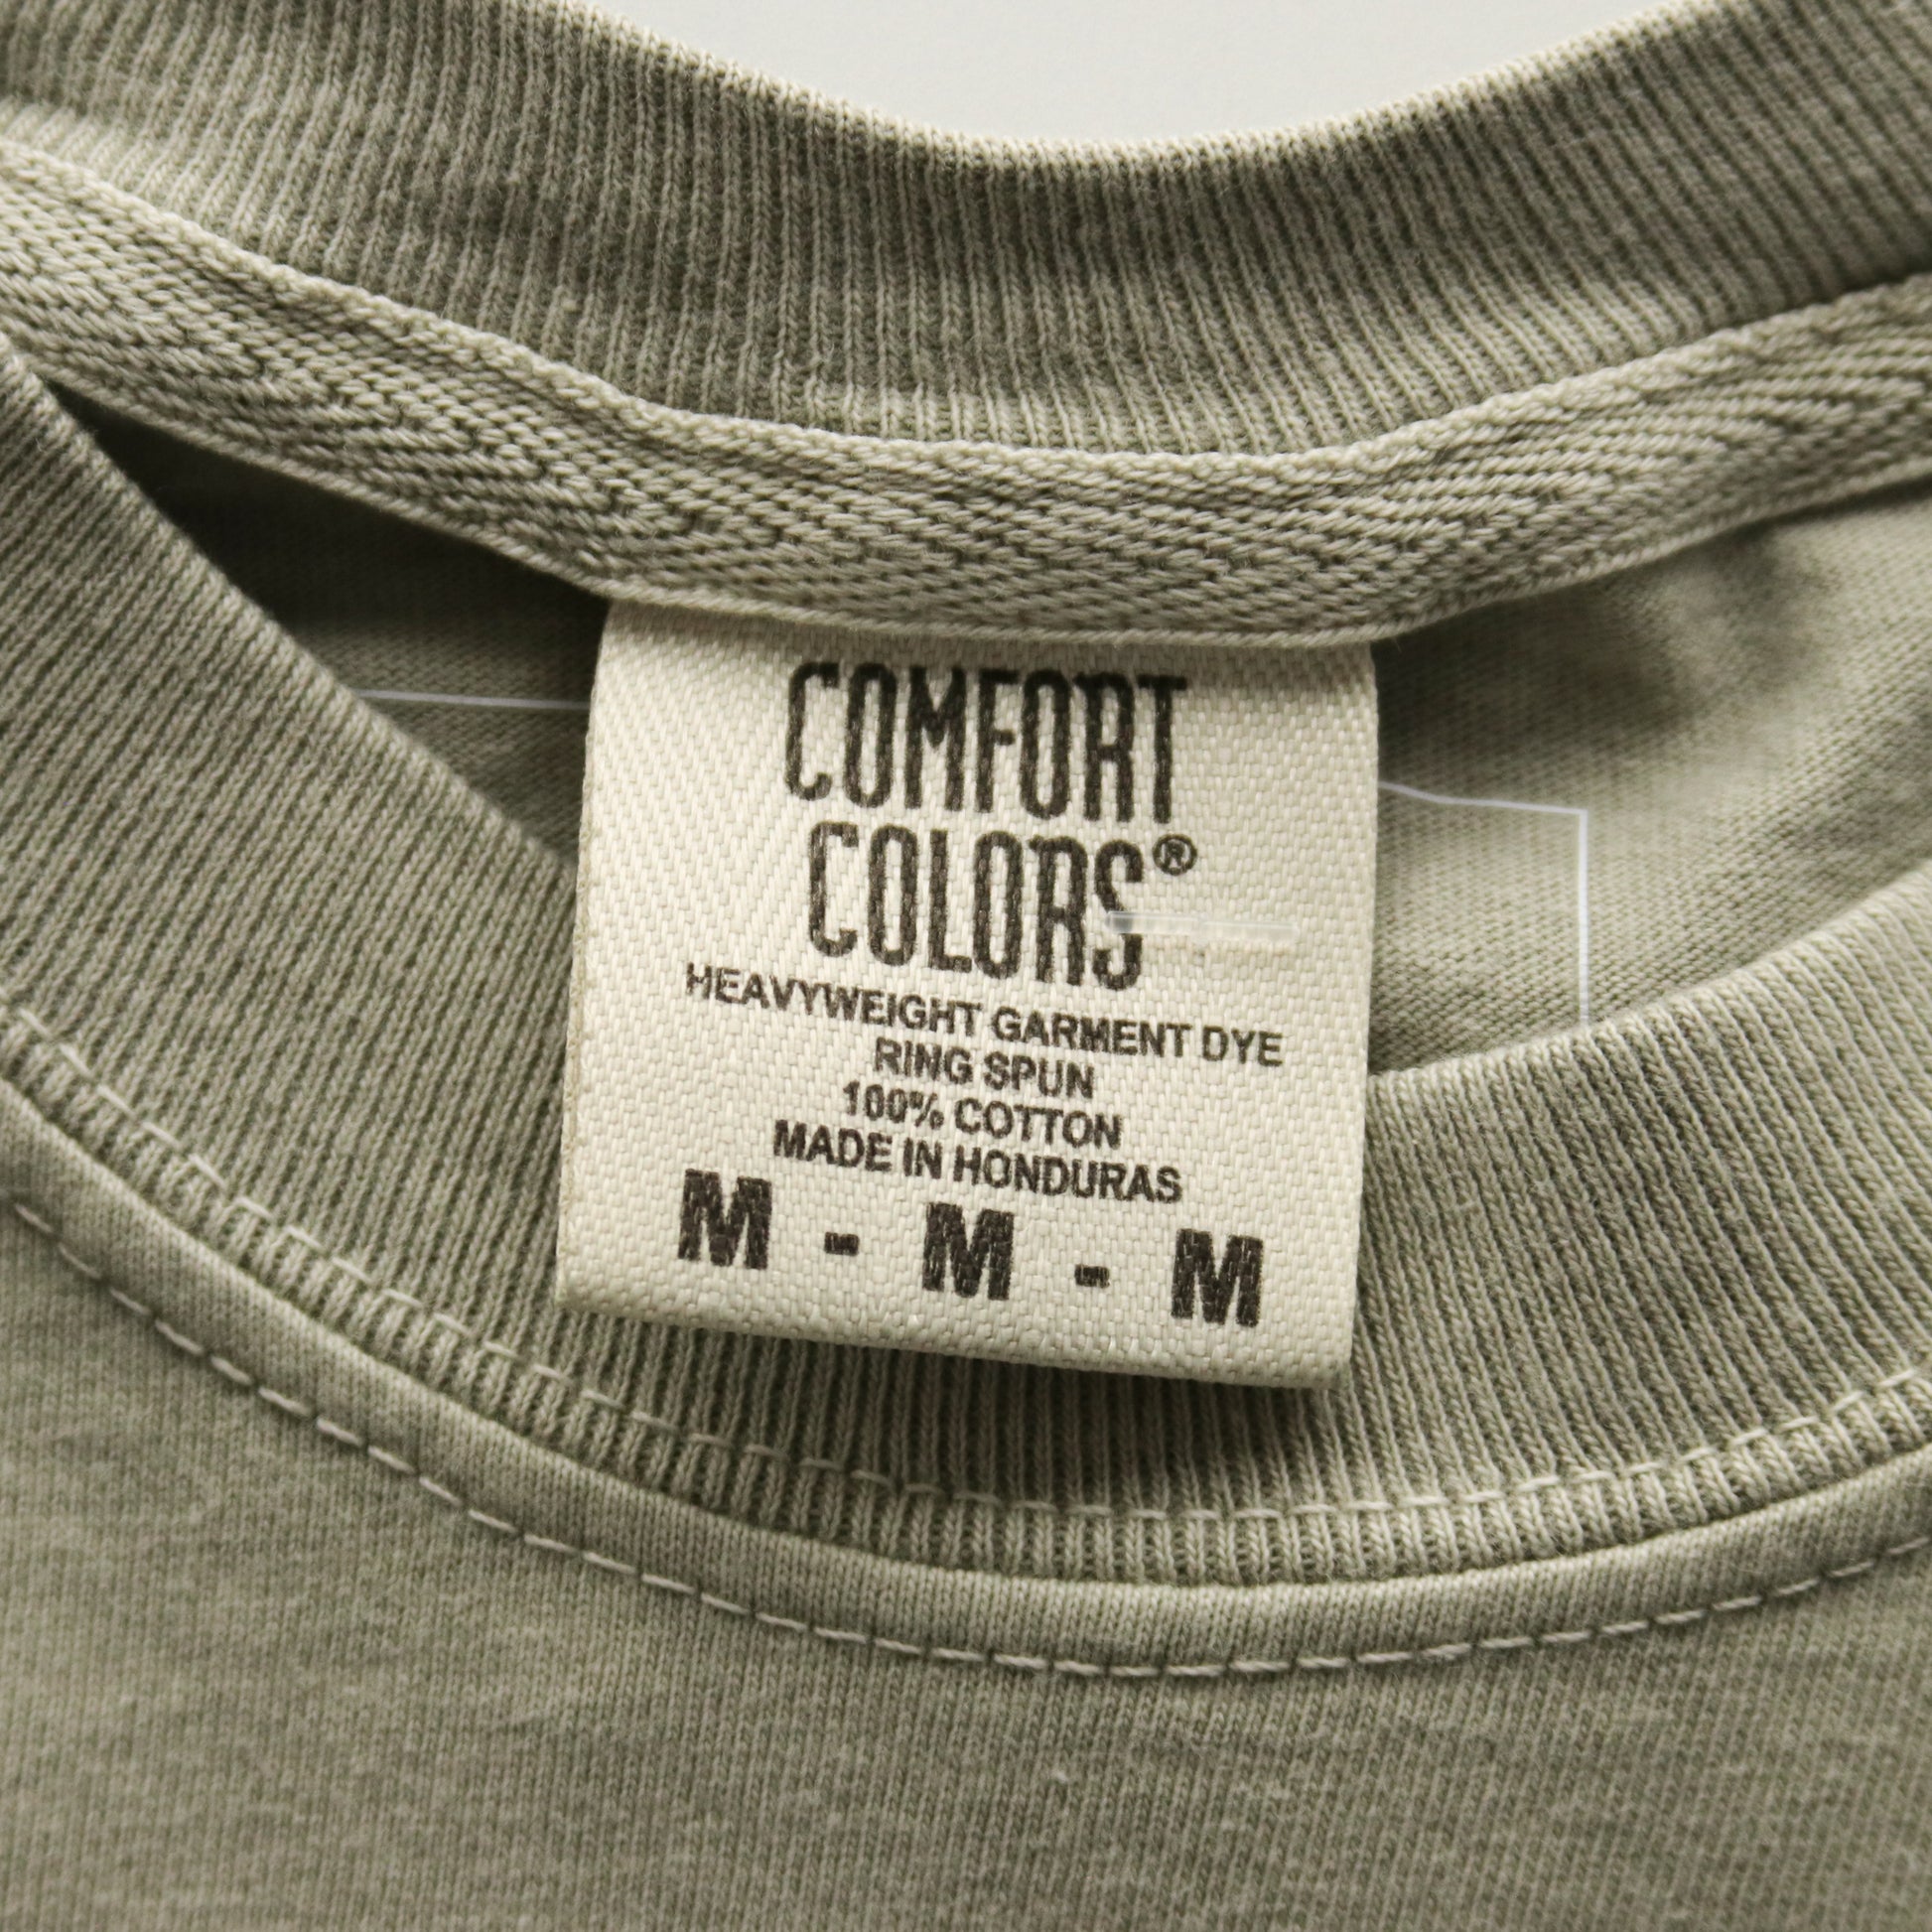 COMFORT
COLORS®
HEAVYWEIGHT GARMENT DYE
RING SPUN
100% COTTON
MADE IN HONDURAS
M - M - M